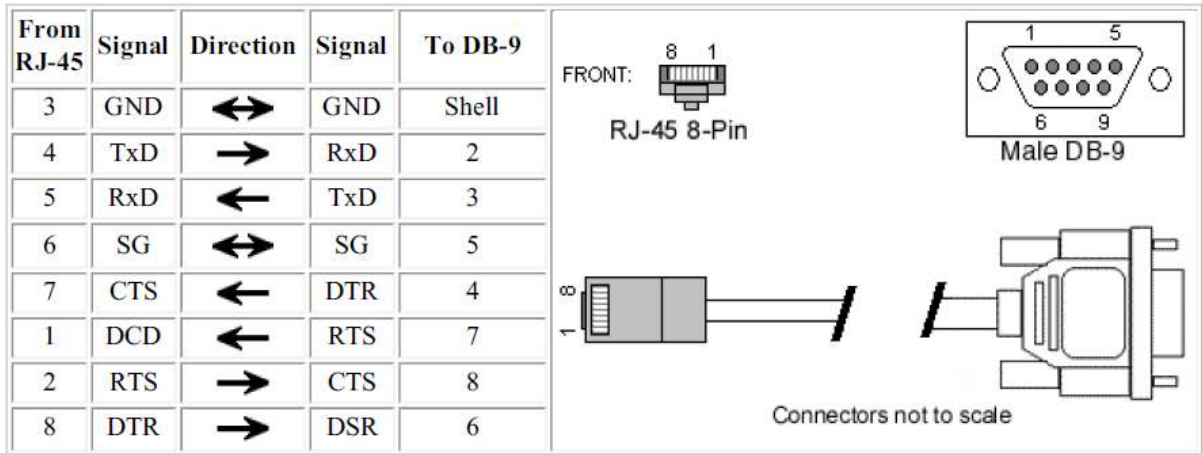 From RJ-45 Signal Direction Signal To DB-9
3 GND GND Shell
4 TxD RxD 2
5 RxD TxD 3
6 SG SG 5
7 CTS DTR 4
1 DCD RTS 7
2 RTS CTS 8
8 DTR DSR 6
FRONT:
8 1
RJ-45 8-Pin
1 5
6 9
Male DB-9
8
1
Connectors not to scale